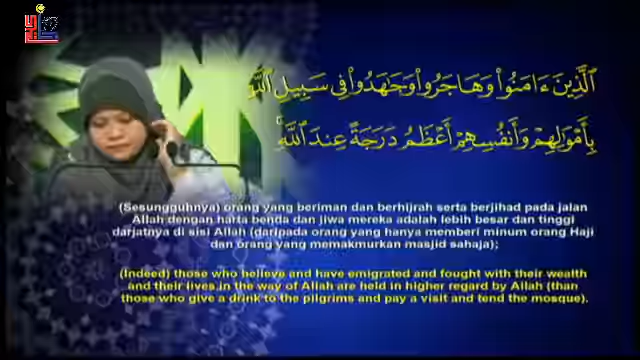 ٱلَّذِينَ ءَامَنُوا۟ وَهَاجَرُوا۟ وَجَـٰهَدُوا۟ فِى سَبِيلِ ٱللَّهِ
بِأَمْوَٰلِهِمْ وَأَنفُسِهِمْ أَعْظَمُ دَرَجَةً عِندَ ٱللَّهِ ۚ
(Sesungguhnya) orang yang beriman dan berhijrah serta berjihad pada jalan
Allah dengan harta benda dan jiwa mereka adalah lebih besar dan tinggi
darjatnya di sisi Allah (daripada orang yang hanya memberi minum orang Haji
dan orang yang memakmurkan masjid sahaja);
(Indeed) those who believe and have emigrated and fought with their wealth
and their lives in the way of Allah are held in higher regard by Allah (than
those who give a drink to the pilgrims and pay a visit and tend the mosque).